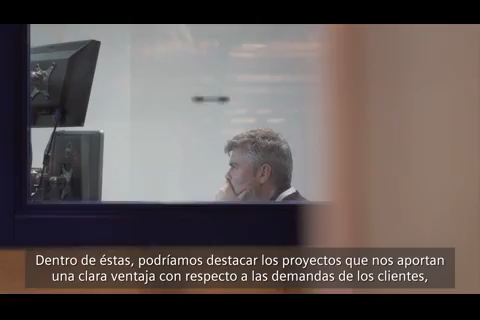 Dentro de éstas, podríamos destacar los proyectos que nos aportan
una clara ventaja con respecto a las demandas de los clientes,